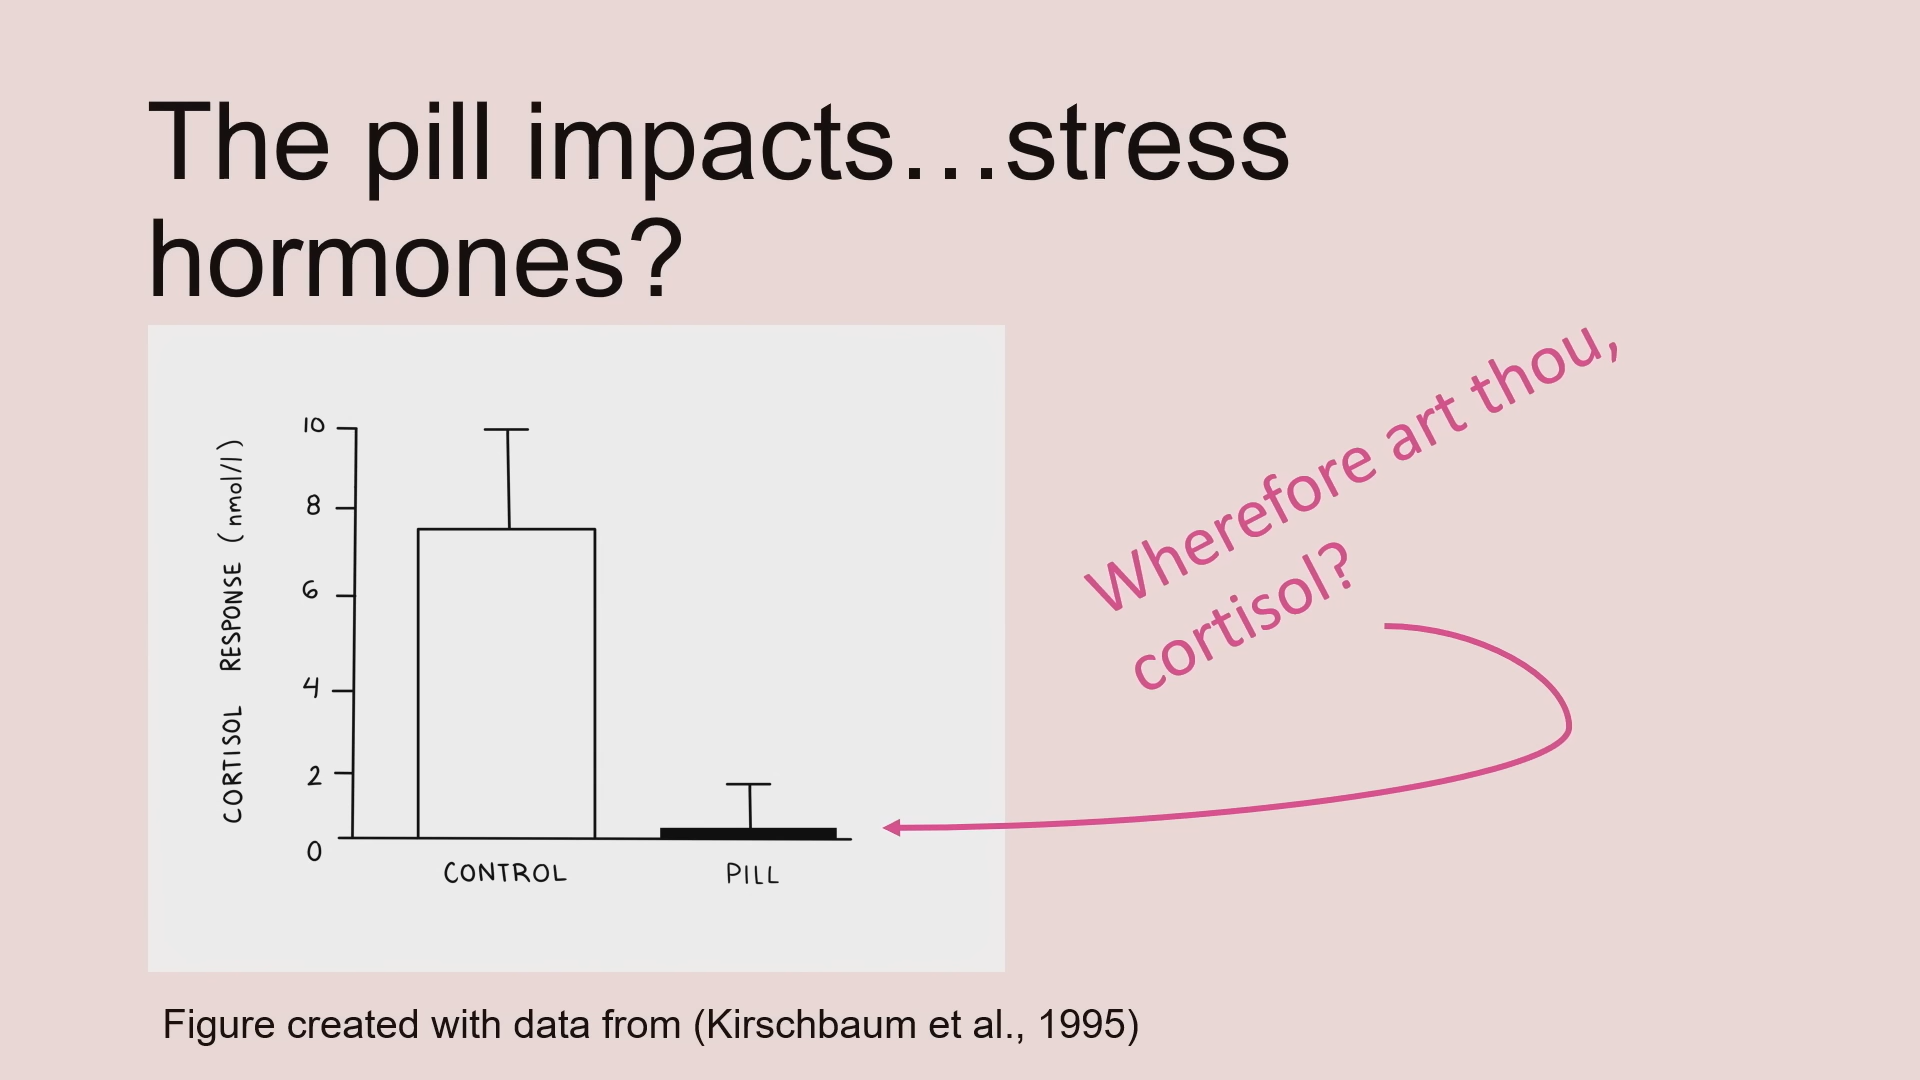 The pill impacts…stress
hormones?
Wherefore art thou,
cortisol?
CORTISOL RESPONSE (nmol/l)
10
8
6
4
2
0
CONTROL PILL
Figure created with data from (Kirschbaum et al., 1995)